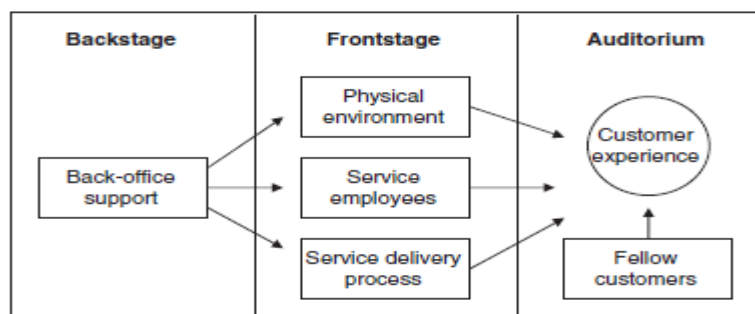 Backstage
Frontstage
Auditorium
Physical
environment
Customer
experience
Back-office
support
Service
employees
Service delivery
process
Fellow
customers